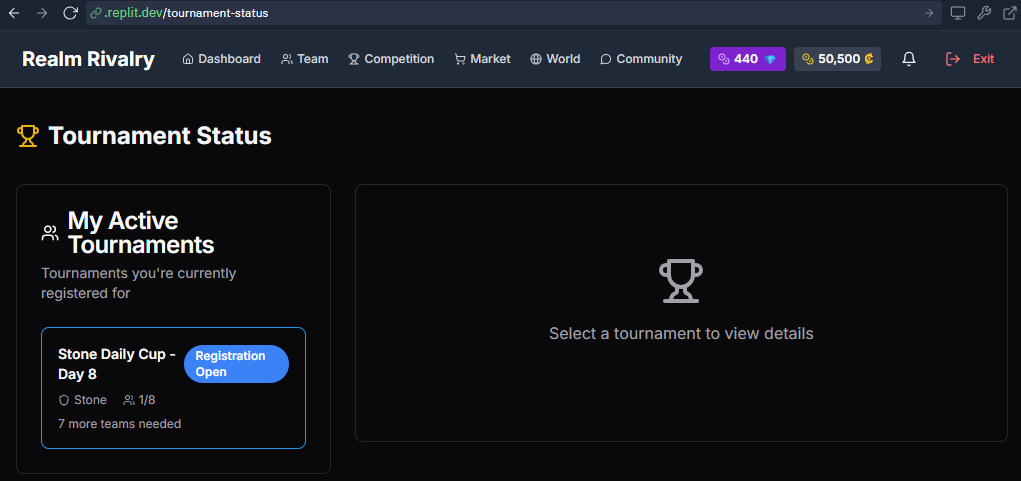 .replit.dev/tournament-status
Realm Rivalry
Dashboard
Team
Competition
Market
World
Community
440
50,500 ₡
Exit
Tournament Status
My Active
Tournaments
Tournaments you're currently
registered for
Stone Daily Cup -
Day 8
Registration
Open
Stone
1/8
7 more teams needed
Select a tournament to view details